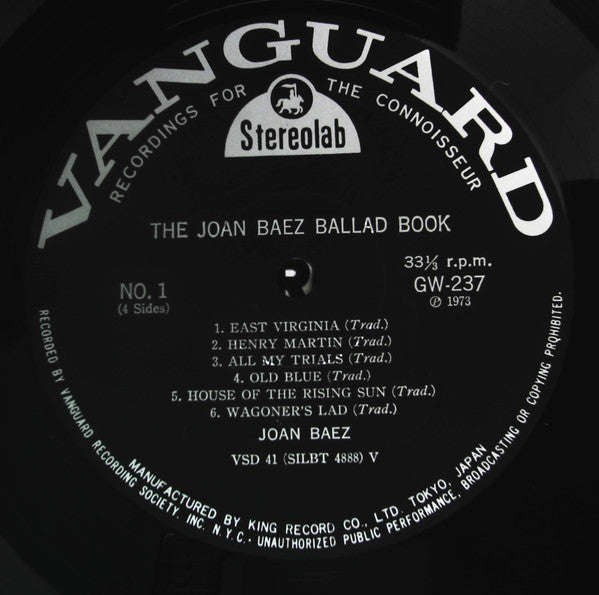 VANGUARD
RECORDINGS FOR THE CONNOISSEUR
Stereolab
THE JOAN BAEZ BALLAD BOOK
33⅓ r.p.m.
NO. 1
GW-237
(4 Sides)
Ⓟ 1973
1. EAST VIRGINIA (Trad.)
2. HENRY MARTIN (Trad.)
3. ALL MY TRIALS (Trad.)
4. OLD BLUE (Trad.)
5. HOUSE OF THE RISING SUN (Trad.)
6. WAGONER'S LAD (Trad.)
JOAN BAEZ
VSD 41 (SILBT 4888) V
MANUFACTURED BY KING RECORD CO., LTD. TOKYO, JAPAN
RECORDED BY VANGUARD RECORDING SOCIETY, INC. N.Y.C. · UNAUTHORIZED PUBLIC PERFORMANCE, BROADCASTING OR COPYING PROHIBITED.